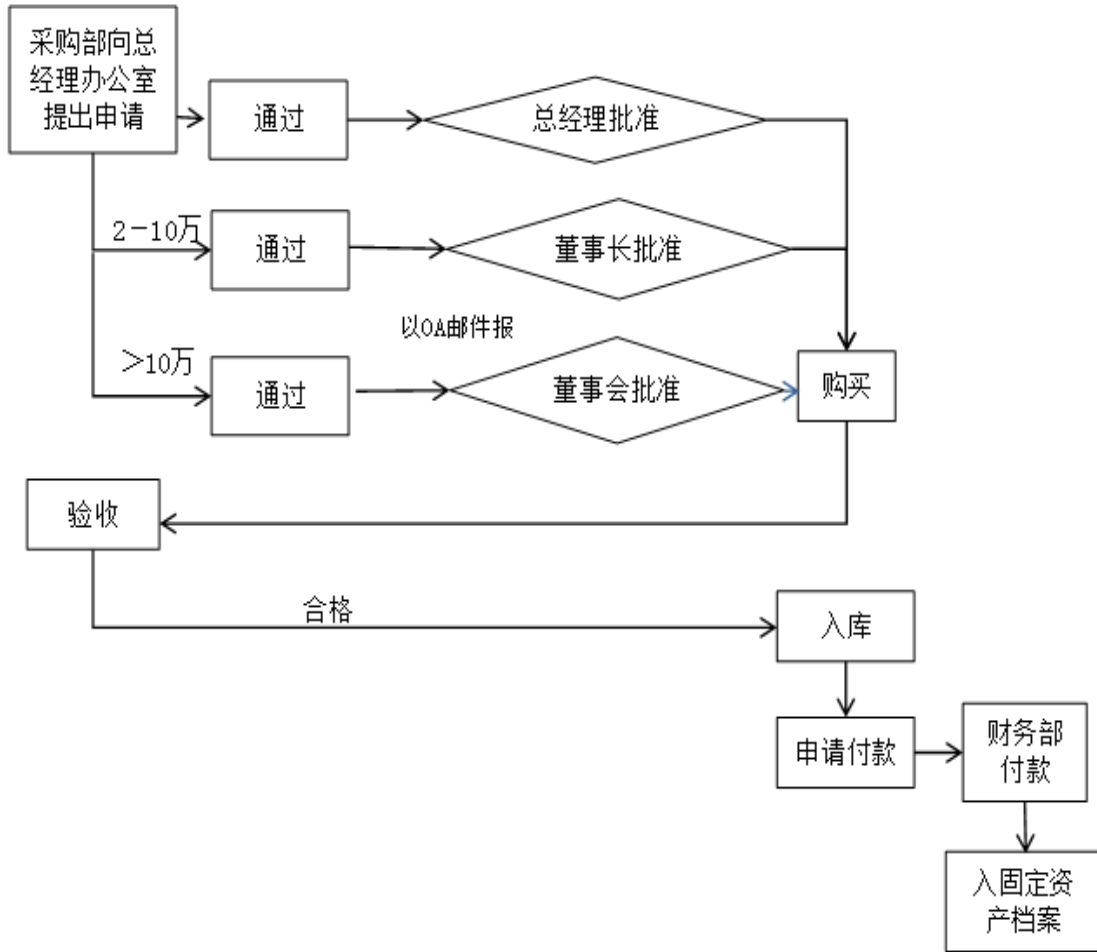 采购部向总
经理办公室
提出申请
通过
总经理批准
2-10万
通过
董事长批准
以OA邮件报
>10万
通过
董事会批准
购买
验收
合格
入库
申请付款
财务部
付款
入固定资
产档案